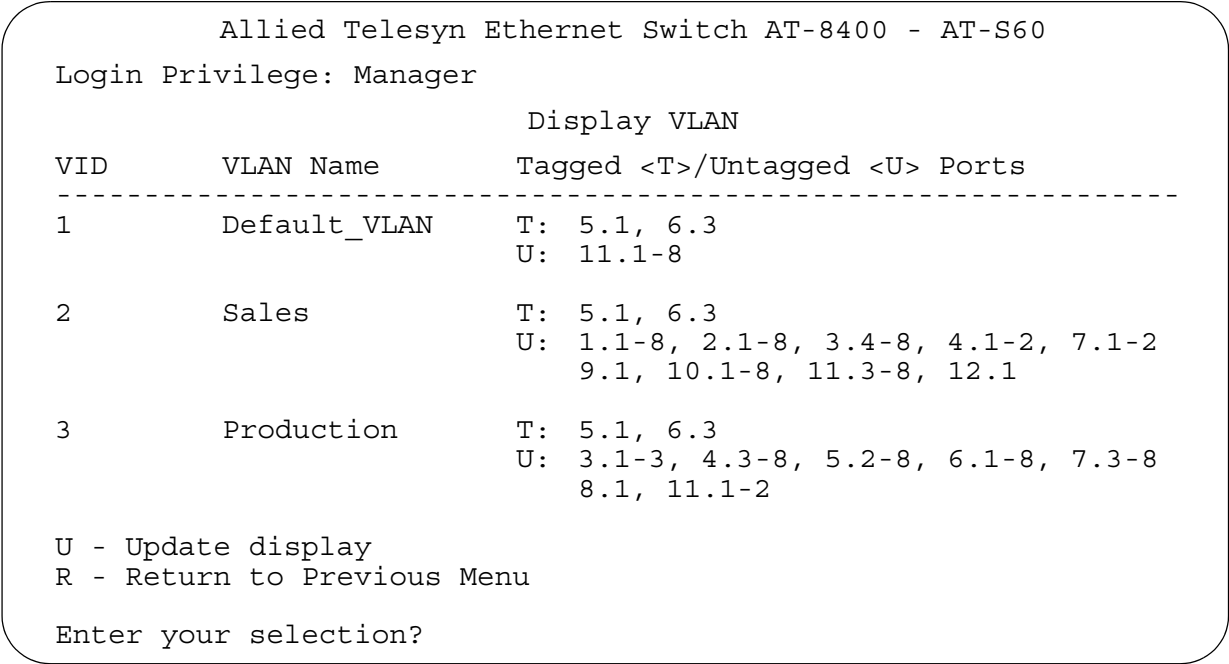 Allied Telesyn Ethernet Switch AT-8400 - AT-S60
Login Privilege: Manager
Display VLAN
VID VLAN Name Tagged <T>/Untagged <U> Ports
----------------------------------------------------------------
1 Default_VLAN T: 5.1, 6.3
U: 11.1-8
2 Sales T: 5.1, 6.3
U: 1.1-8, 2.1-8, 3.4-8, 4.1-2, 7.1-2
9.1, 10.1-8, 11.3-8, 12.1
3 Production T: 5.1, 6.3
U: 3.1-3, 4.3-8, 5.2-8, 6.1-8, 7.3-8
8.1, 11.1-2
U - Update display
R - Return to Previous Menu
Enter your selection?